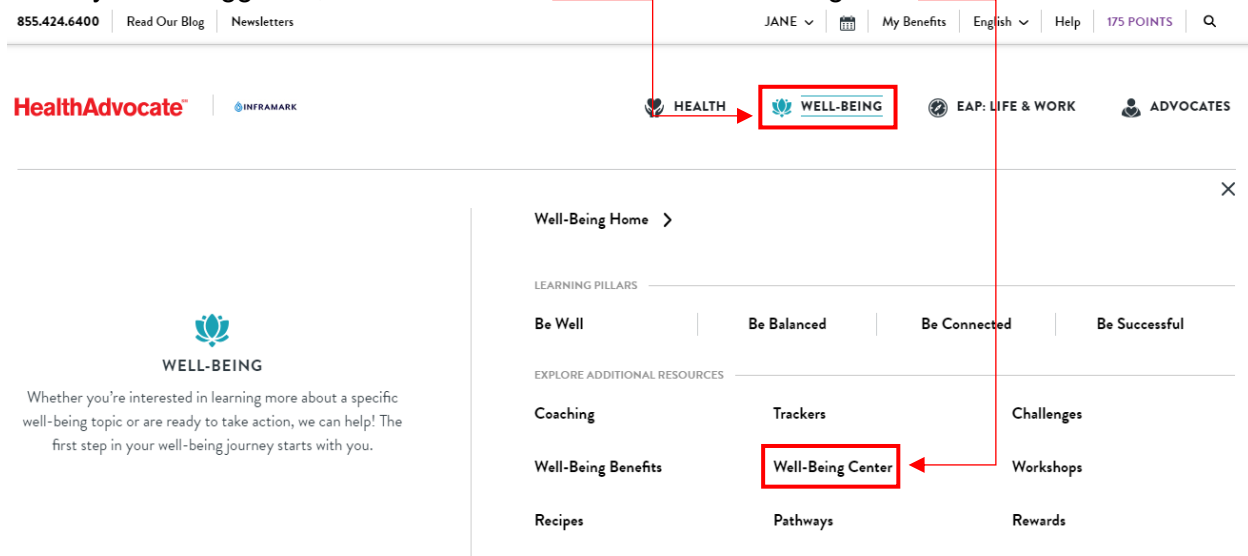 855.424.6400 Read Our Blog Newsletters JANE My Benefits English Help 175 POINTS
HealthAdvocate℠ INFRAMARK HEALTH WELL-BEING EAP: LIFE & WORK ADVOCATES
Well-Being Home
LEARNING PILLARS
Be Well Be Balanced Be Connected Be Successful
WELL-BEING
Whether you're interested in learning more about a specific
well-being topic or are ready to take action, we can help! The
first step in your well-being journey starts with you.
EXPLORE ADDITIONAL RESOURCES
Coaching Trackers Challenges
Well-Being Benefits Well-Being Center Workshops
Recipes Pathways Rewards